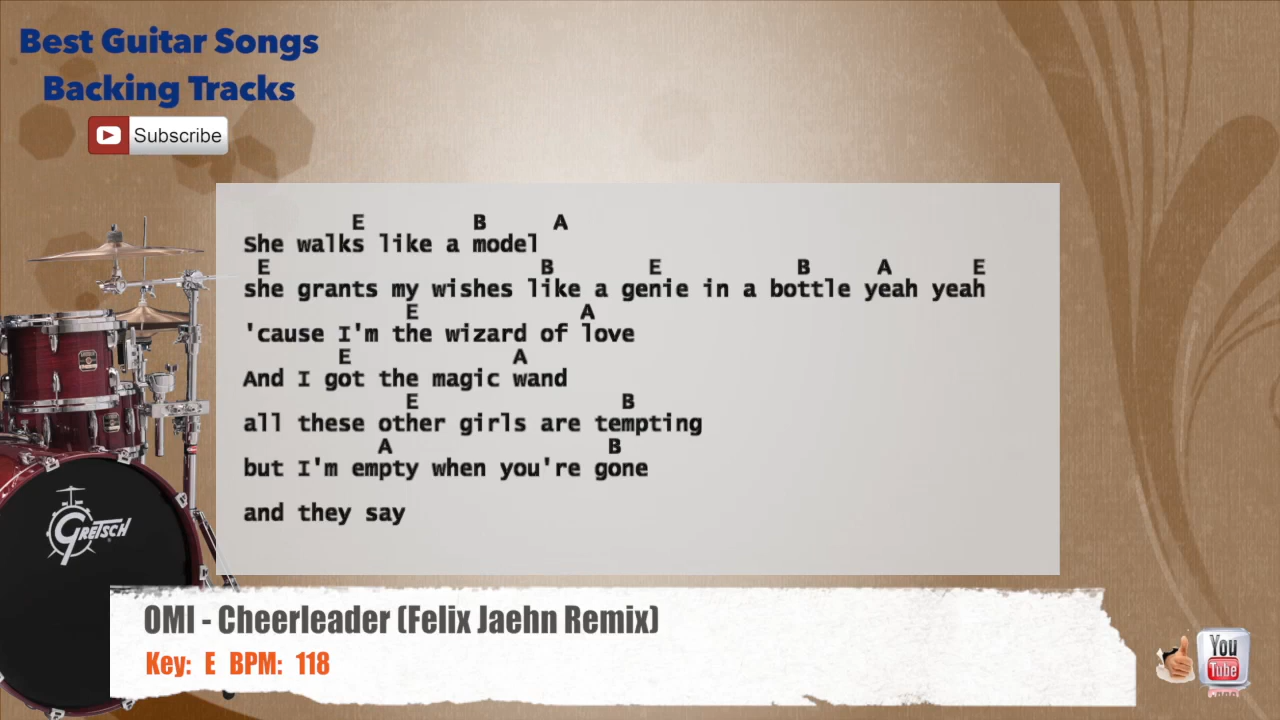 Best Guitar Songs
Backing Tracks
Subscribe
E B A
She walks like a model
E B E B A E
she grants my wishes like a genie in a bottle yeah yeah
E A
'cause I'm the wizard of love
E A
And I got the magic wand
E B
all these other girls are tempting
A B
but I'm empty when you're gone
and they say
GRETSCH
OMI - Cheerleader (Felix Jaehn Remix)
Key: E BPM: 118
You
Tube